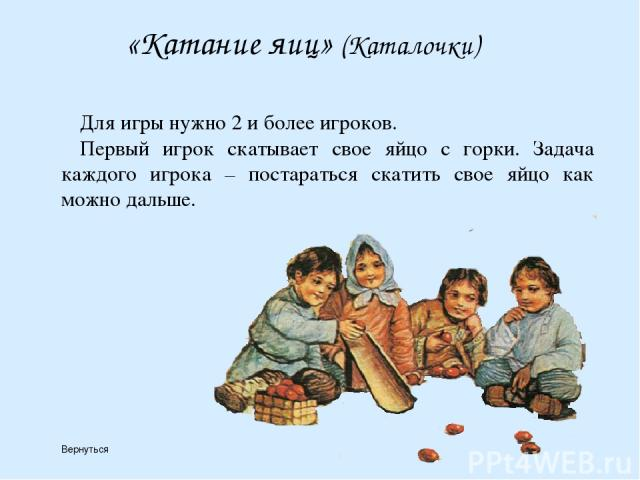 «Катание яиц» (Каталочки)
Для игры нужно 2 и более игроков.
Первый игрок скатывает свое яйцо с горки. Задача
каждого игрока – постараться скатить свое яйцо как
можно дальше.
Вернуться
PPt4WEB.ru